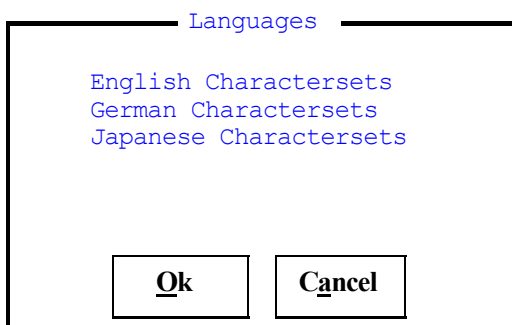 Languages
English Charactersets
German Charactersets
Japanese Charactersets
Ok Cancel